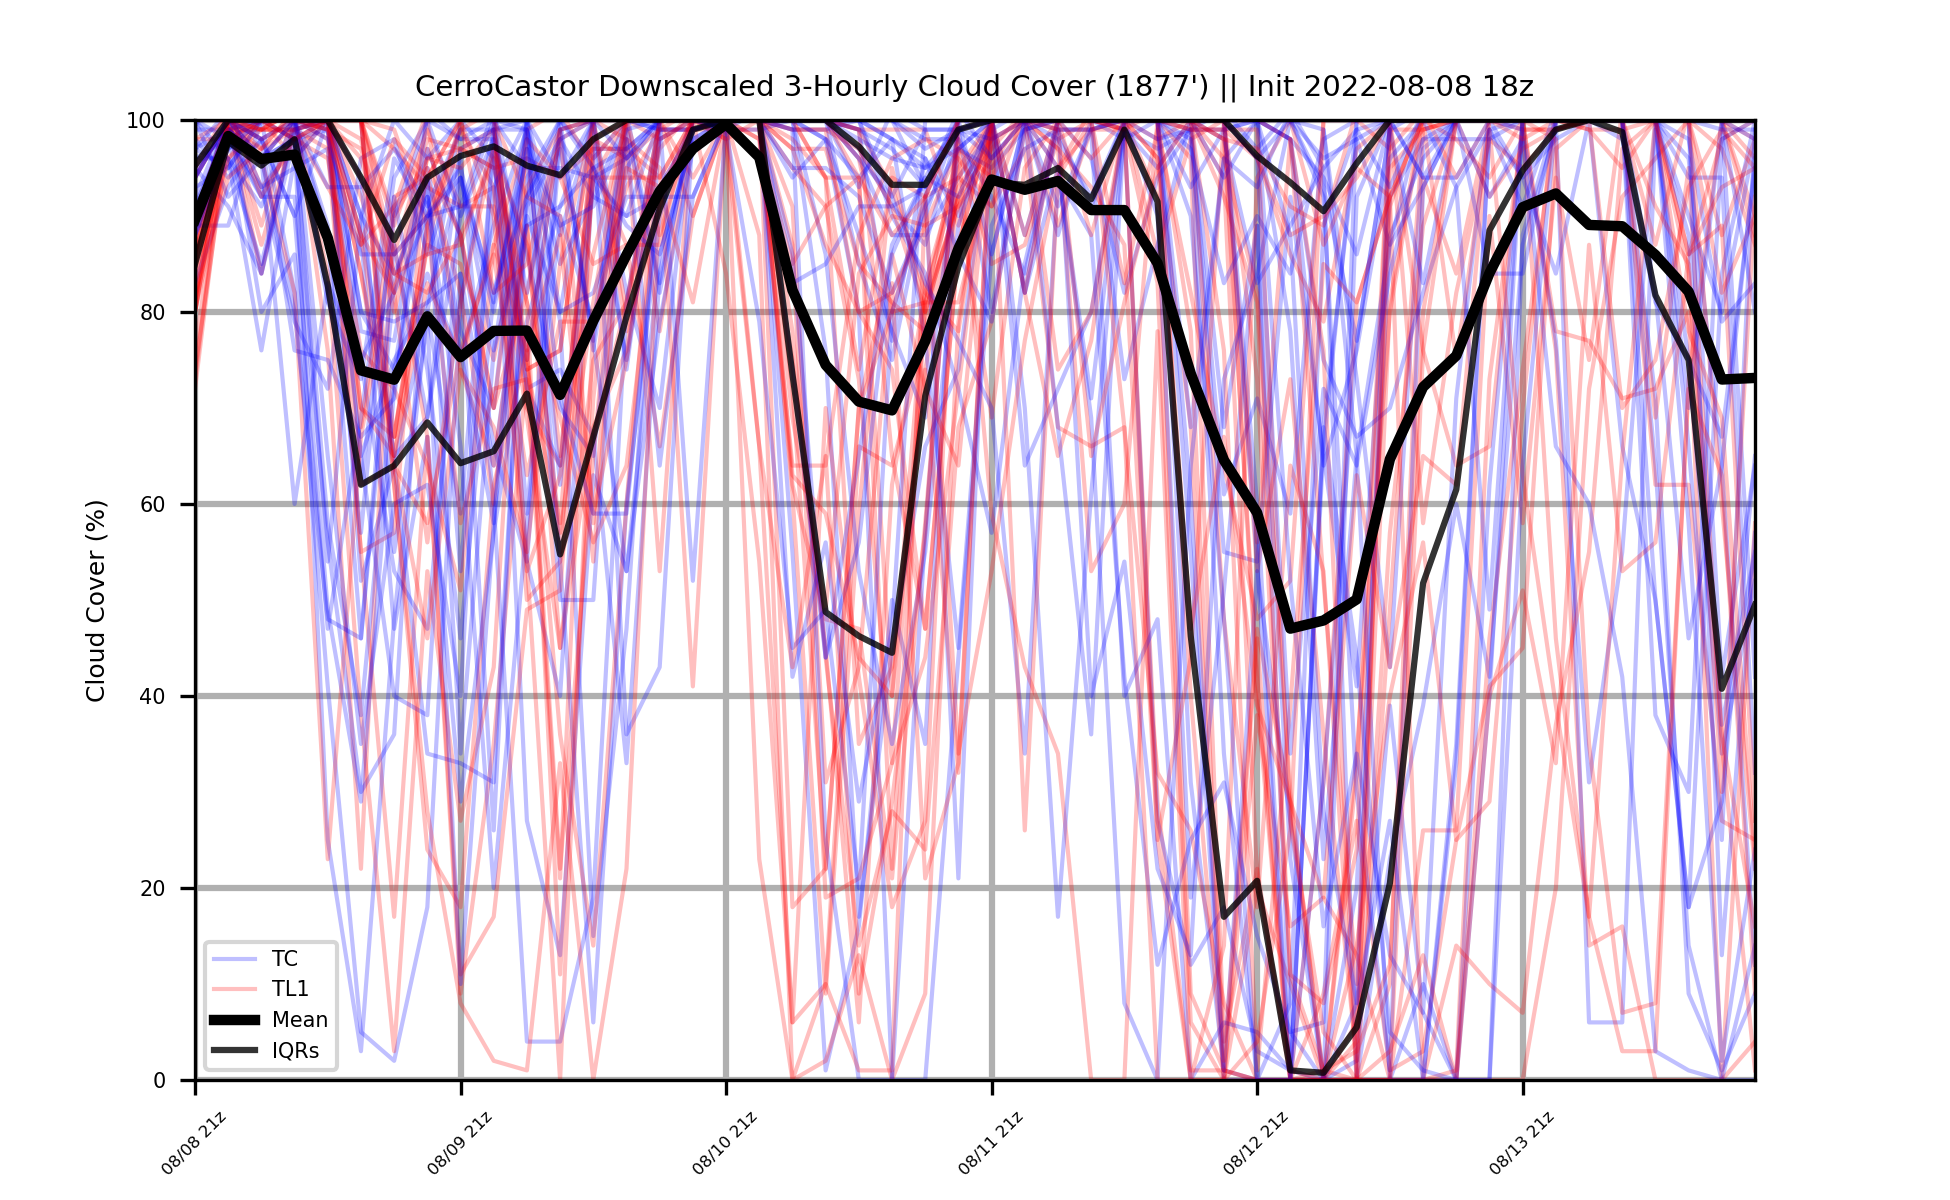 CerroCastor Downscaled 3-Hourly Cloud Cover (1877') || Init 2022-08-08 18z
Cloud Cover (%)
100
80
60
40
20
0
TC
TL1
Mean
IQRs
08/08 21z
08/09 21z
08/10 21z
08/11 21z
08/12 21z
08/13 21z